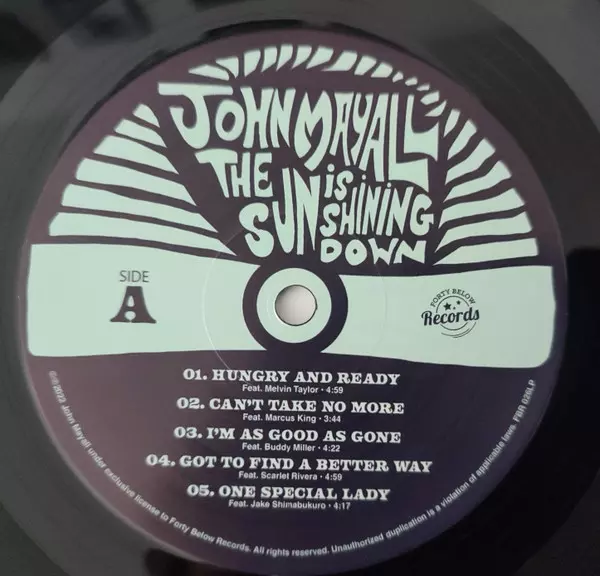 JOHN MAYALL
THE SUN is SHINING DOWN
SIDE
A
FORTY BELOW
Records
01. HUNGRY AND READY
Feat. Melvin Taylor • 4:59
02. CAN'T TAKE NO MORE
Feat. Marcus King • 3:44
03. I'M AS GOOD AS GONE
Feat. Buddy Miller • 4:22
04. GOT TO FIND A BETTER WAY
Feat. Scarlet Rivera • 4:59
05. ONE SPECIAL LADY
Feat. Jake Shimabukuro • 4:17
©℗2022 John Mayall under exclusive license to Forty Below Records. All rights reserved. Unauthorized duplication is a violation of applicable laws. FBR 026LP